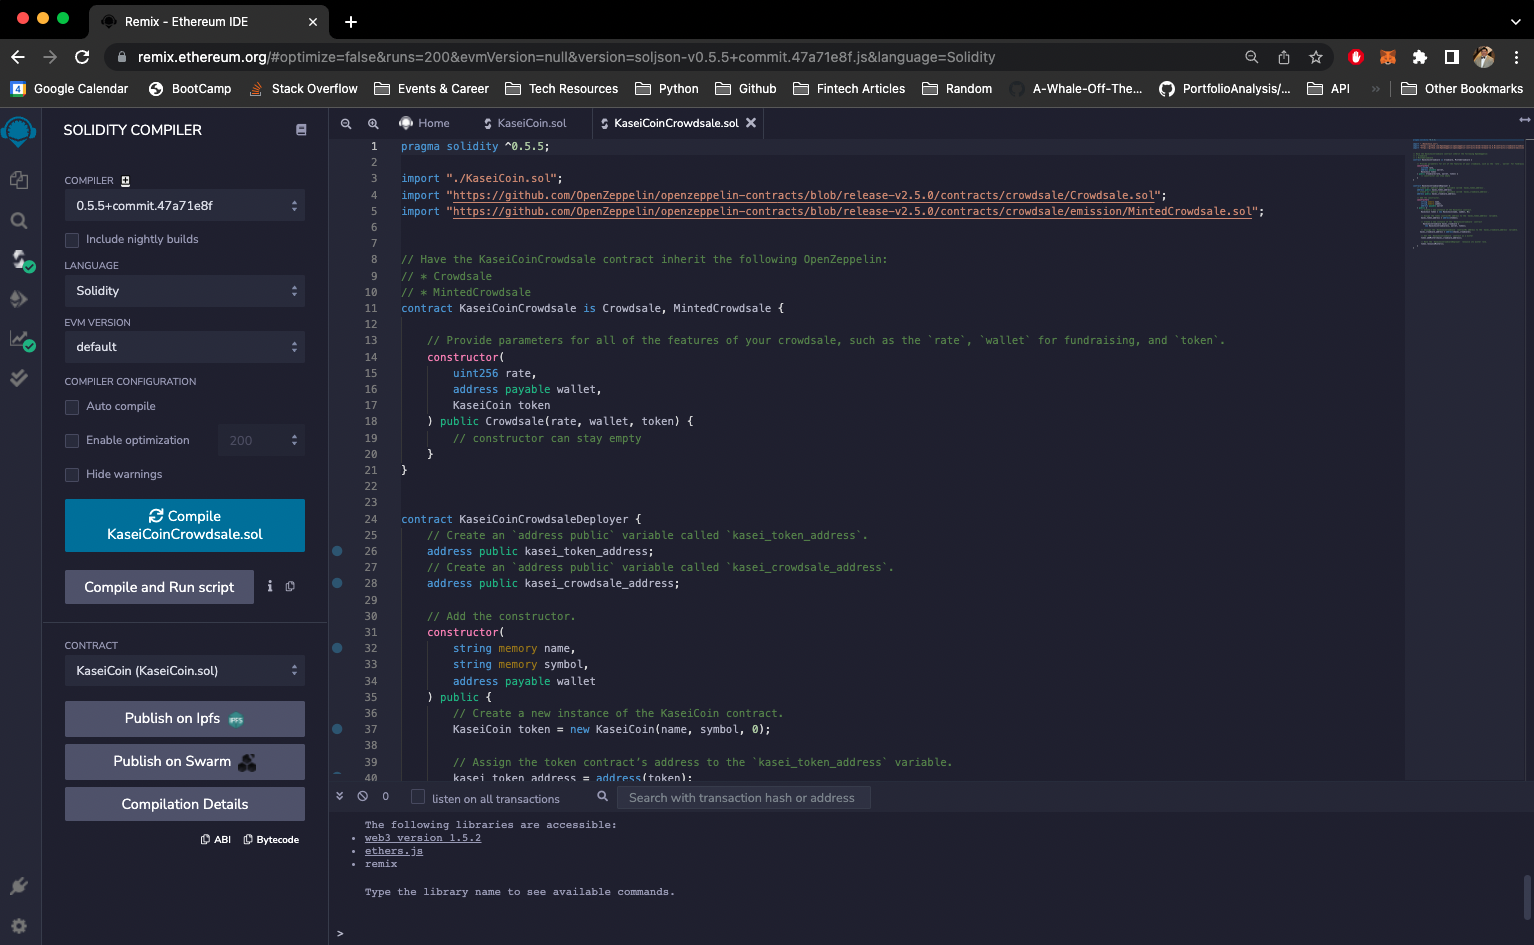 Remix - Ethereum IDE
remix.ethereum.org/#optimize=false&runs=200&evmVersion=null&version=soljson-v0.5.5+commit.47a71e8f.js&language=Solidity
4 Google Calendar BootCamp Stack Overflow Events & Career Tech Resources Python Github Fintech Articles Random A-Whale-Off-The... PortfolioAnalysis/... API » Other Bookmarks
SOLIDITY COMPILER
COMPILER
0.5.5+commit.47a71e8f
Include nightly builds
LANGUAGE
Solidity
EVM VERSION
default
COMPILER CONFIGURATION
Auto compile
Enable optimization 200
Hide warnings
Compile
KaseiCoinCrowdsale.sol
Compile and Run script i
CONTRACT
KaseiCoin (KaseiCoin.sol)
Publish on Ipfs IPFS
Publish on Swarm
Compilation Details
ABI Bytecode
Home KaseiCoin.sol KaseiCoinCrowdsale.sol
1 pragma solidity ^0.5.5;
2
3 import "./KaseiCoin.sol";
4 import "https://github.com/OpenZeppelin/openzeppelin-contracts/blob/release-v2.5.0/contracts/crowdsale/Crowdsale.sol";
5 import "https://github.com/OpenZeppelin/openzeppelin-contracts/blob/release-v2.5.0/contracts/crowdsale/emission/MintedCrowdsale.sol";
6
7
8 // Have the KaseiCoinCrowdsale contract inherit the following OpenZeppelin:
9 // * Crowdsale
10 // * MintedCrowdsale
11 contract KaseiCoinCrowdsale is Crowdsale, MintedCrowdsale {
12
13 // Provide parameters for all of the features of your crowdsale, such as the `rate`, `wallet` for fundraising, and `token`.
14 constructor(
15 uint256 rate,
16 address payable wallet,
17 KaseiCoin token
18 ) public Crowdsale(rate, wallet, token) {
19 // constructor can stay empty
20 }
21 }
22
23
24 contract KaseiCoinCrowdsaleDeployer {
25 // Create an `address public` variable called `kasei_token_address`.
26 address public kasei_token_address;
27 // Create an `address public` variable called `kasei_crowdsale_address`.
28 address public kasei_crowdsale_address;
29
30 // Add the constructor.
31 constructor(
32 string memory name,
33 string memory symbol,
34 address payable wallet
35 ) public {
36 // Create a new instance of the KaseiCoin contract.
37 KaseiCoin token = new KaseiCoin(name, symbol, 0);
38
39 // Assign the token contract's address to the `kasei_token_address` variable.
40 kasei_token_address = address(token);
0 listen on all transactions Search with transaction hash or address
The following libraries are accessible:
• web3 version 1.5.2
• ethers.js
• remix
Type the library name to see available commands.
>